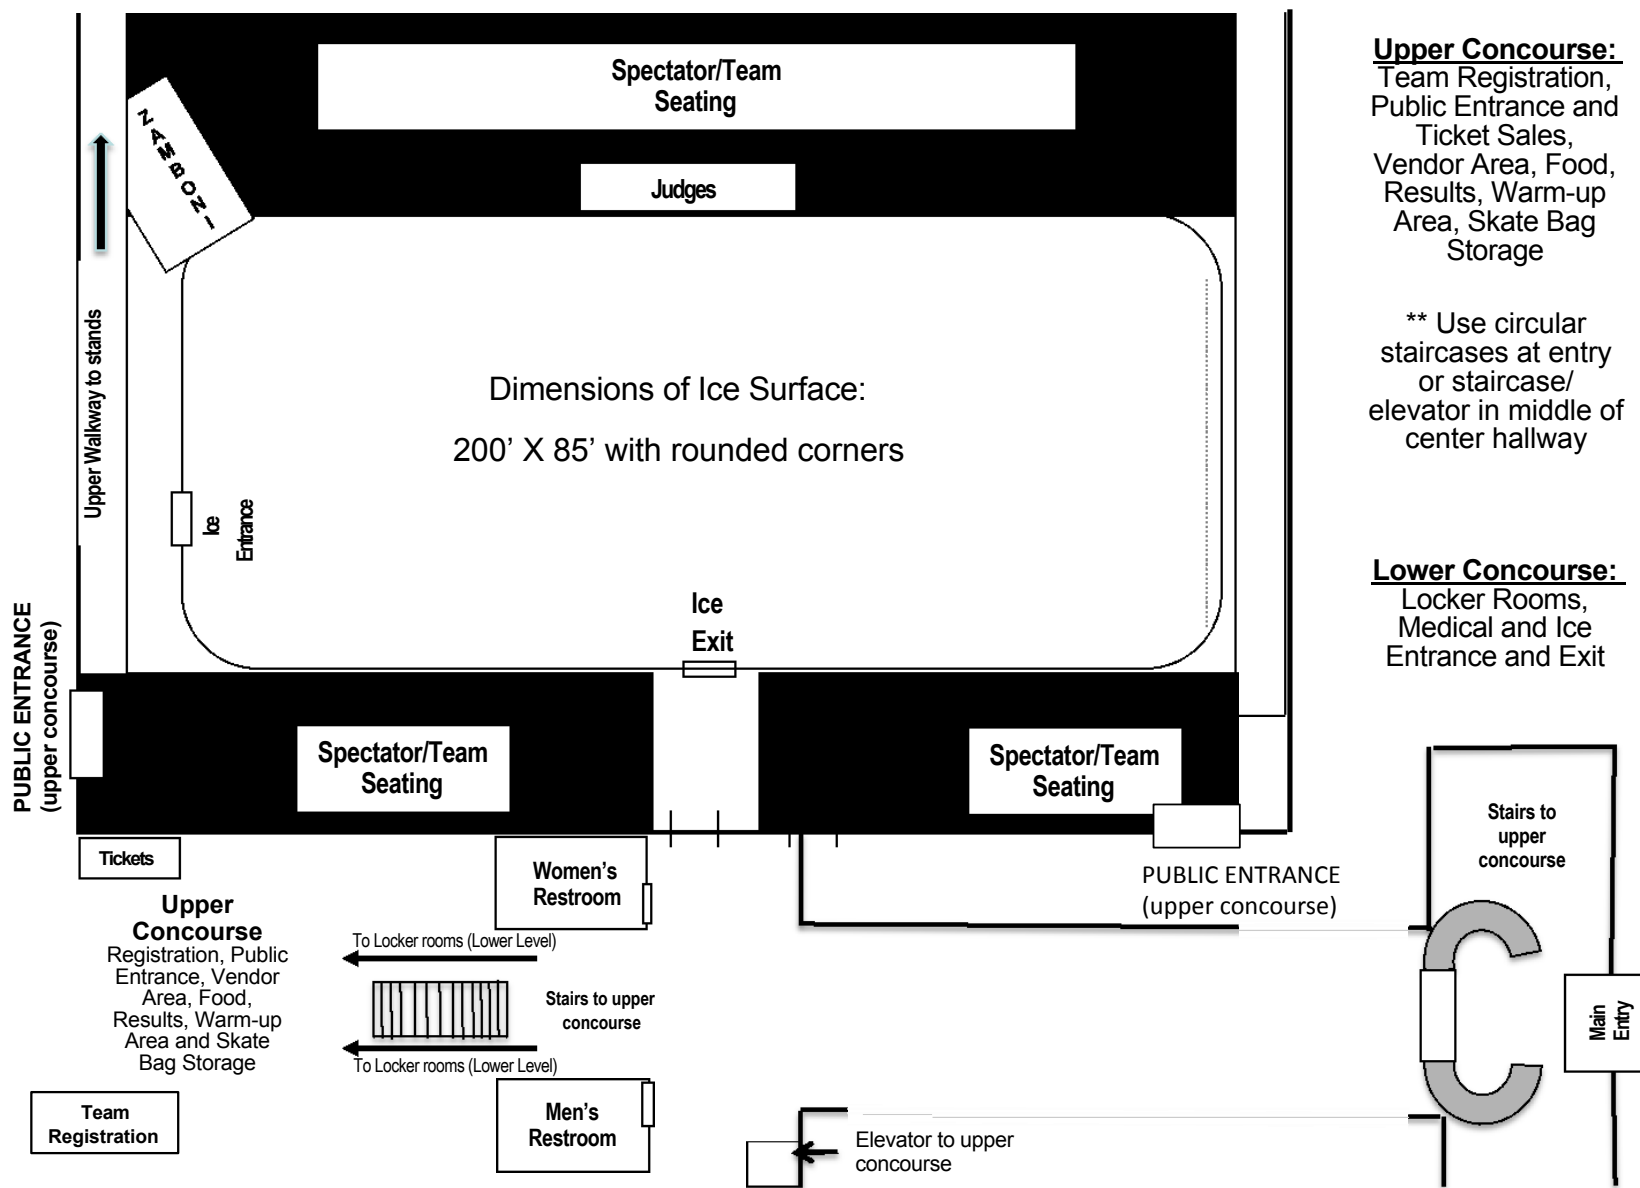 Spectator/Team
Seating
ZAMBONI
Judges
Upper Walkway to stands
Dimensions of Ice Surface:
200’ X 85’ with rounded corners
Ice
Entrance
Ice
Exit
PUBLIC ENTRANCE
(upper concourse)
Spectator/Team
Seating
Spectator/Team
Seating
Upper Concourse:
Team Registration,
Public Entrance and
Ticket Sales,
Vendor Area, Food,
Results, Warm-up
Area, Skate Bag
Storage
** Use circular
staircases at entry
or staircase/
elevator in middle of
center hallway
Lower Concourse:
Locker Rooms,
Medical and Ice
Entrance and Exit
Tickets
Women’s
Restroom
PUBLIC ENTRANCE
(upper concourse)
Stairs to
upper
concourse
Upper
Concourse
Registration, Public
Entrance, Vendor
Area, Food,
Results, Warm-up
Area and Skate
Bag Storage
To Locker rooms (Lower Level)
Stairs to upper
concourse
To Locker rooms (Lower Level)
Main
Entry
Team
Registration
Men’s
Restroom
Elevator to upper
concourse